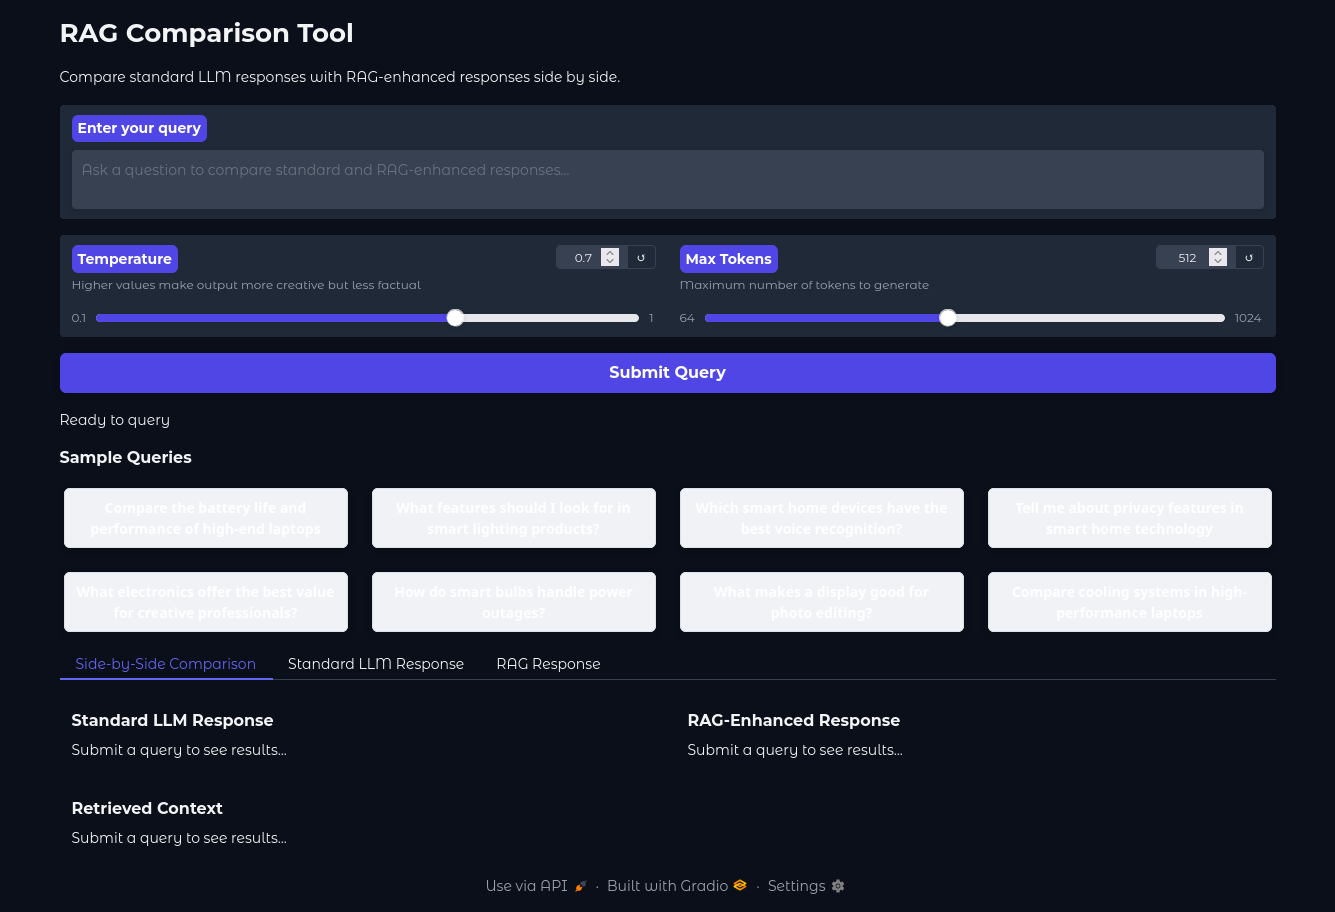 RAG Comparison Tool
Compare standard LLM responses with RAG-enhanced responses side by side.
Enter your query
Ask a question to compare standard and RAG-enhanced responses...
Temperature
0.7
↺
Higher values make output more creative but less factual
0.1
1
Max Tokens
512
↺
Maximum number of tokens to generate
64
1024
Submit Query
Ready to query
Sample Queries
Compare the battery life and
performance of high-end laptops
What features should I look for in
smart lighting products?
Which smart home devices have the
best voice recognition?
Tell me about privacy features in
smart home technology
What electronics offer the best value
for creative professionals?
How do smart bulbs handle power
outages?
What makes a display good for
photo editing?
Compare cooling systems in high-
performance laptops
Side-by-Side Comparison
Standard LLM Response
RAG Response
Standard LLM Response
Submit a query to see results...
RAG-Enhanced Response
Submit a query to see results...
Retrieved Context
Submit a query to see results...
Use via API 🚀 · Built with Gradio · Settings ⚙️